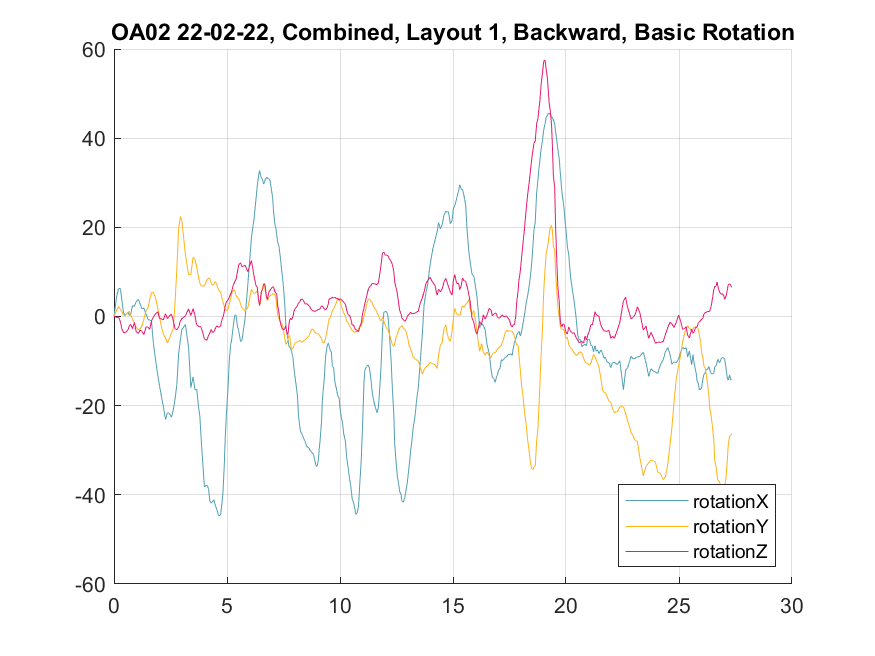 OA02 22-02-22, Combined, Layout 1, Backward, Basic Rotation
60
40
20
0
-20
-40
-60
0 5 10 15 20 25 30
rotationX
rotationY
rotationZ